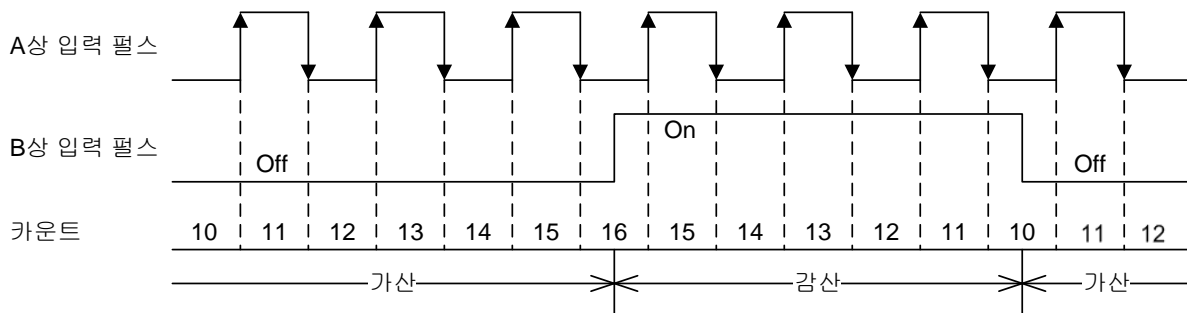 A상 입력 펄스
On
B상 입력 펄스
Off Off
카운트 10 11 12 13 14 15 16 15 14 13 12 11 10 11 12
가산 감산 가산